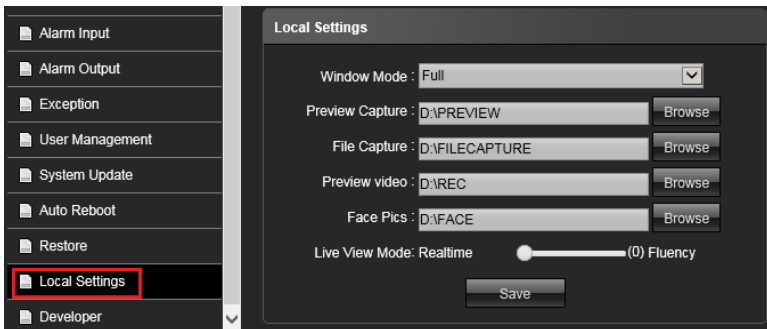 Alarm Input
Alarm Output
Exception
User Management
System Update
Auto Reboot
Restore
Local Settings
Developer
Local Settings
Window Mode : Full
Preview Capture : D:\PREVIEW Browse
File Capture : D:\FILECAPTURE Browse
Preview video : D:\REC Browse
Face Pics : D:\FACE Browse
Live View Mode: Realtime (0) Fluency
Save